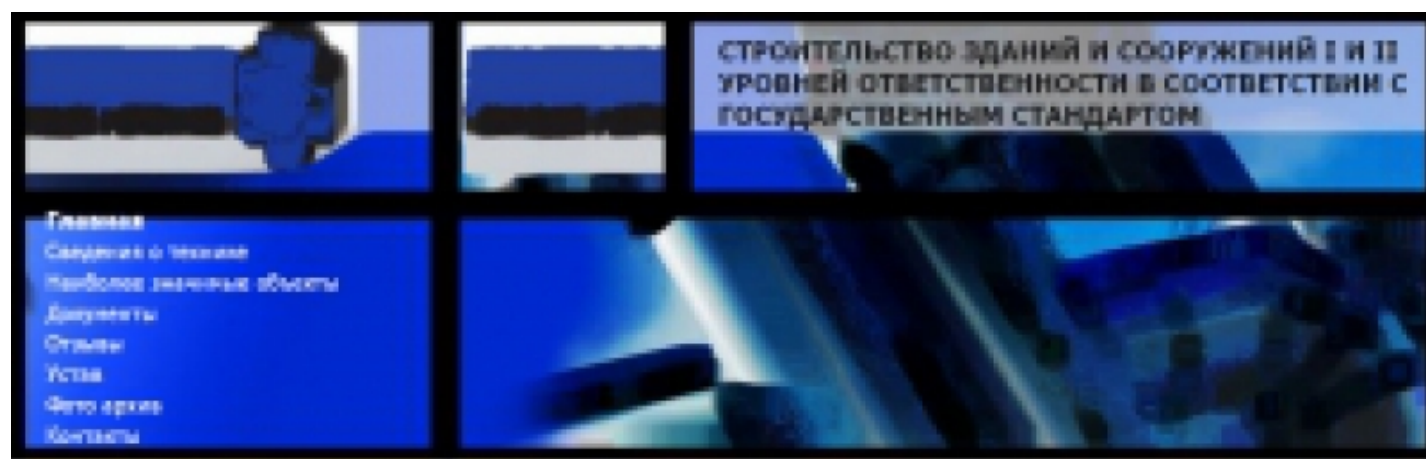 СТРОИТЕЛЬСТВО ЗДАНИЙ И СООРУЖЕНИЙ I И II
УРОВНЕЙ ОТВЕТСТВЕННОСТИ В СООТВЕТСТВИИ С
ГОСУДАРСТВЕННЫМ СТАНДАРТОМ
Главная
Сведения о технике
Наиболее значимые объекты
Документы
Отзывы
Устав
Фото архив
Контакты